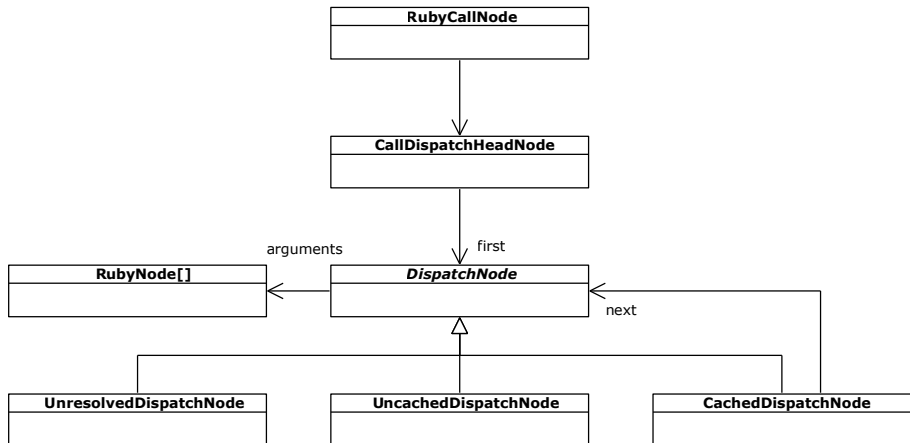 RubyCallNode
CallDispatchHeadNode
arguments
first
RubyNode[]
DispatchNode
next
UnresolvedDispatchNode
UncachedDispatchNode
CachedDispatchNode